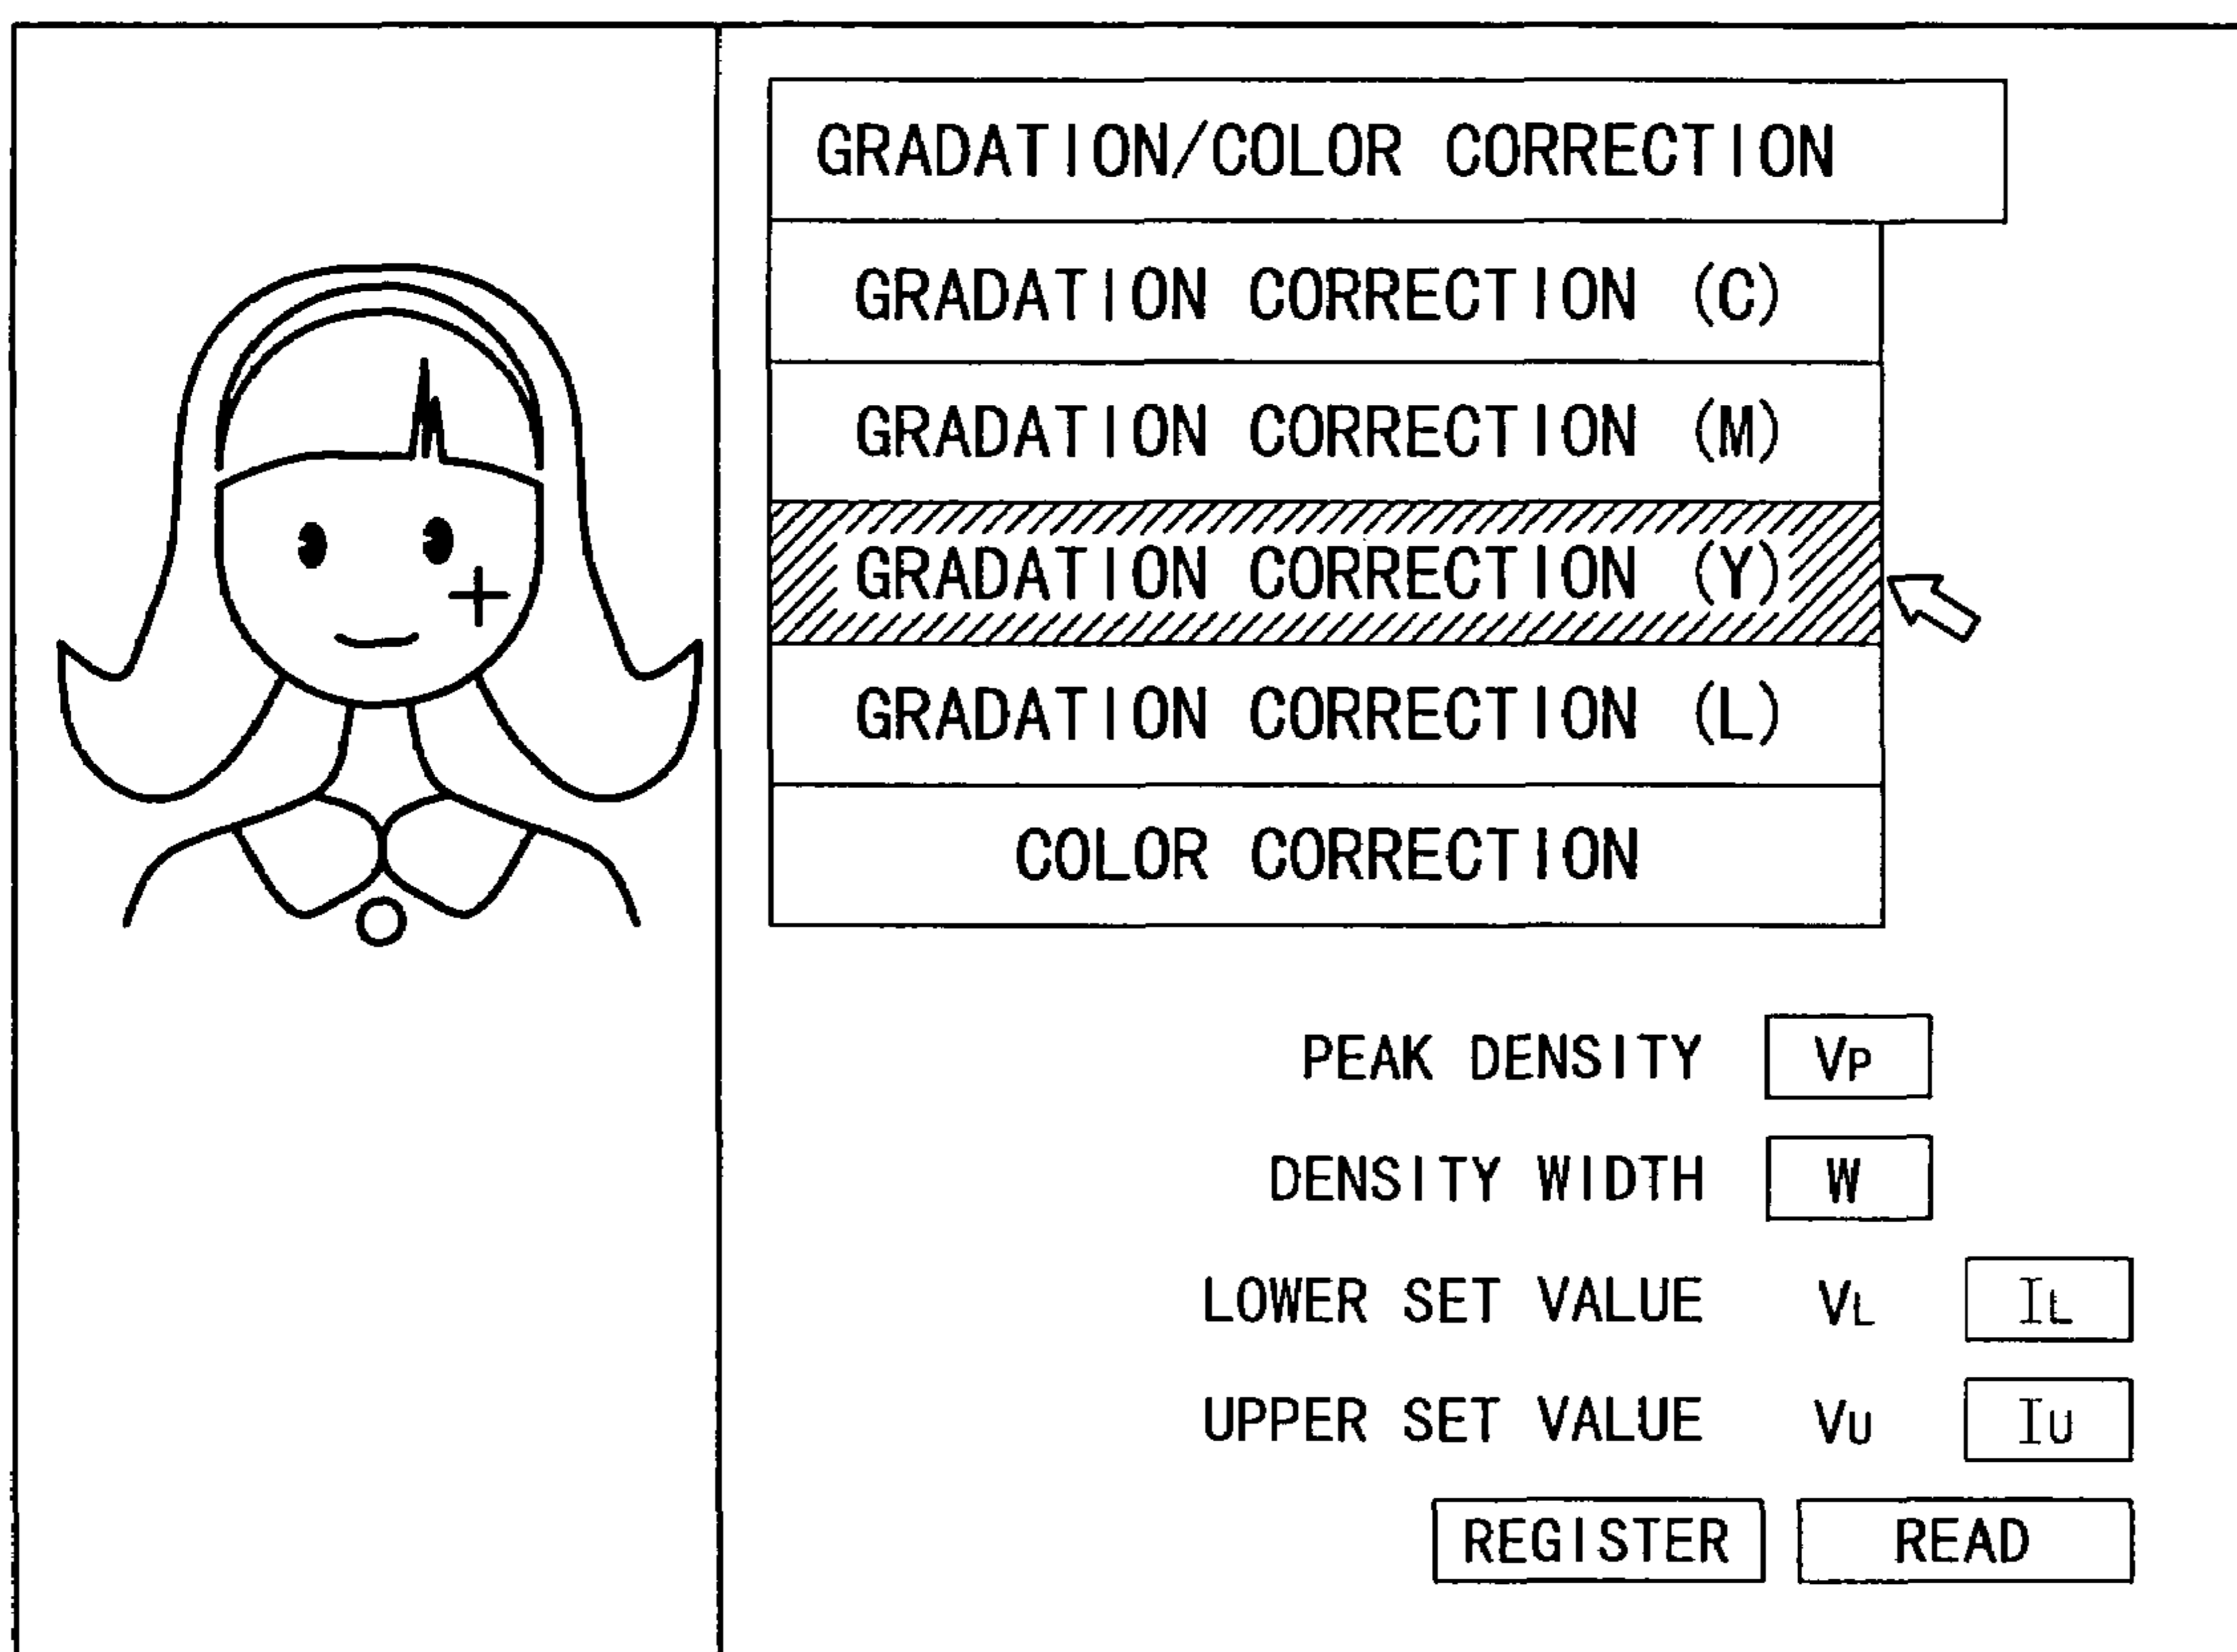 GRADATION/COLOR CORRECTION
GRADATION CORRECTION (C)
GRADATION CORRECTION (M)
GRADATION CORRECTION (Y)
GRADATION CORRECTION (L)
COLOR CORRECTION
PEAK DENSITY VP
DENSITY WIDTH W
LOWER SET VALUE VL IL
UPPER SET VALUE VU IU
REGISTER READ